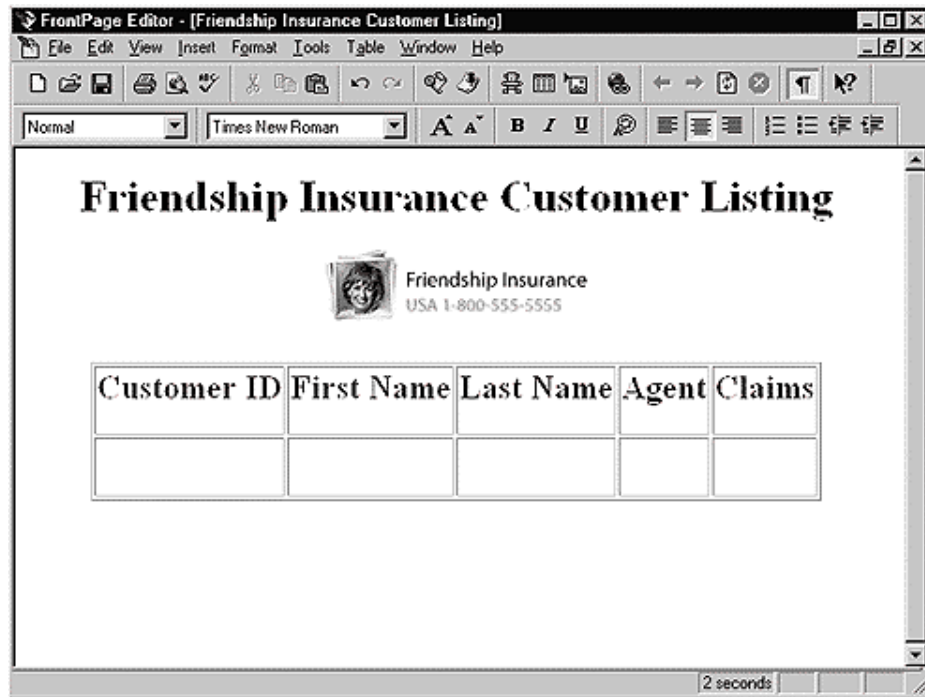 FrontPage Editor - [Friendship Insurance Customer Listing]
File Edit View Insert Format Tools Table Window Help
Normal Times New Roman A A B I U
Friendship Insurance Customer Listing
Friendship Insurance
USA 1-800-555-5555
Customer ID First Name Last Name Agent Claims
2 seconds